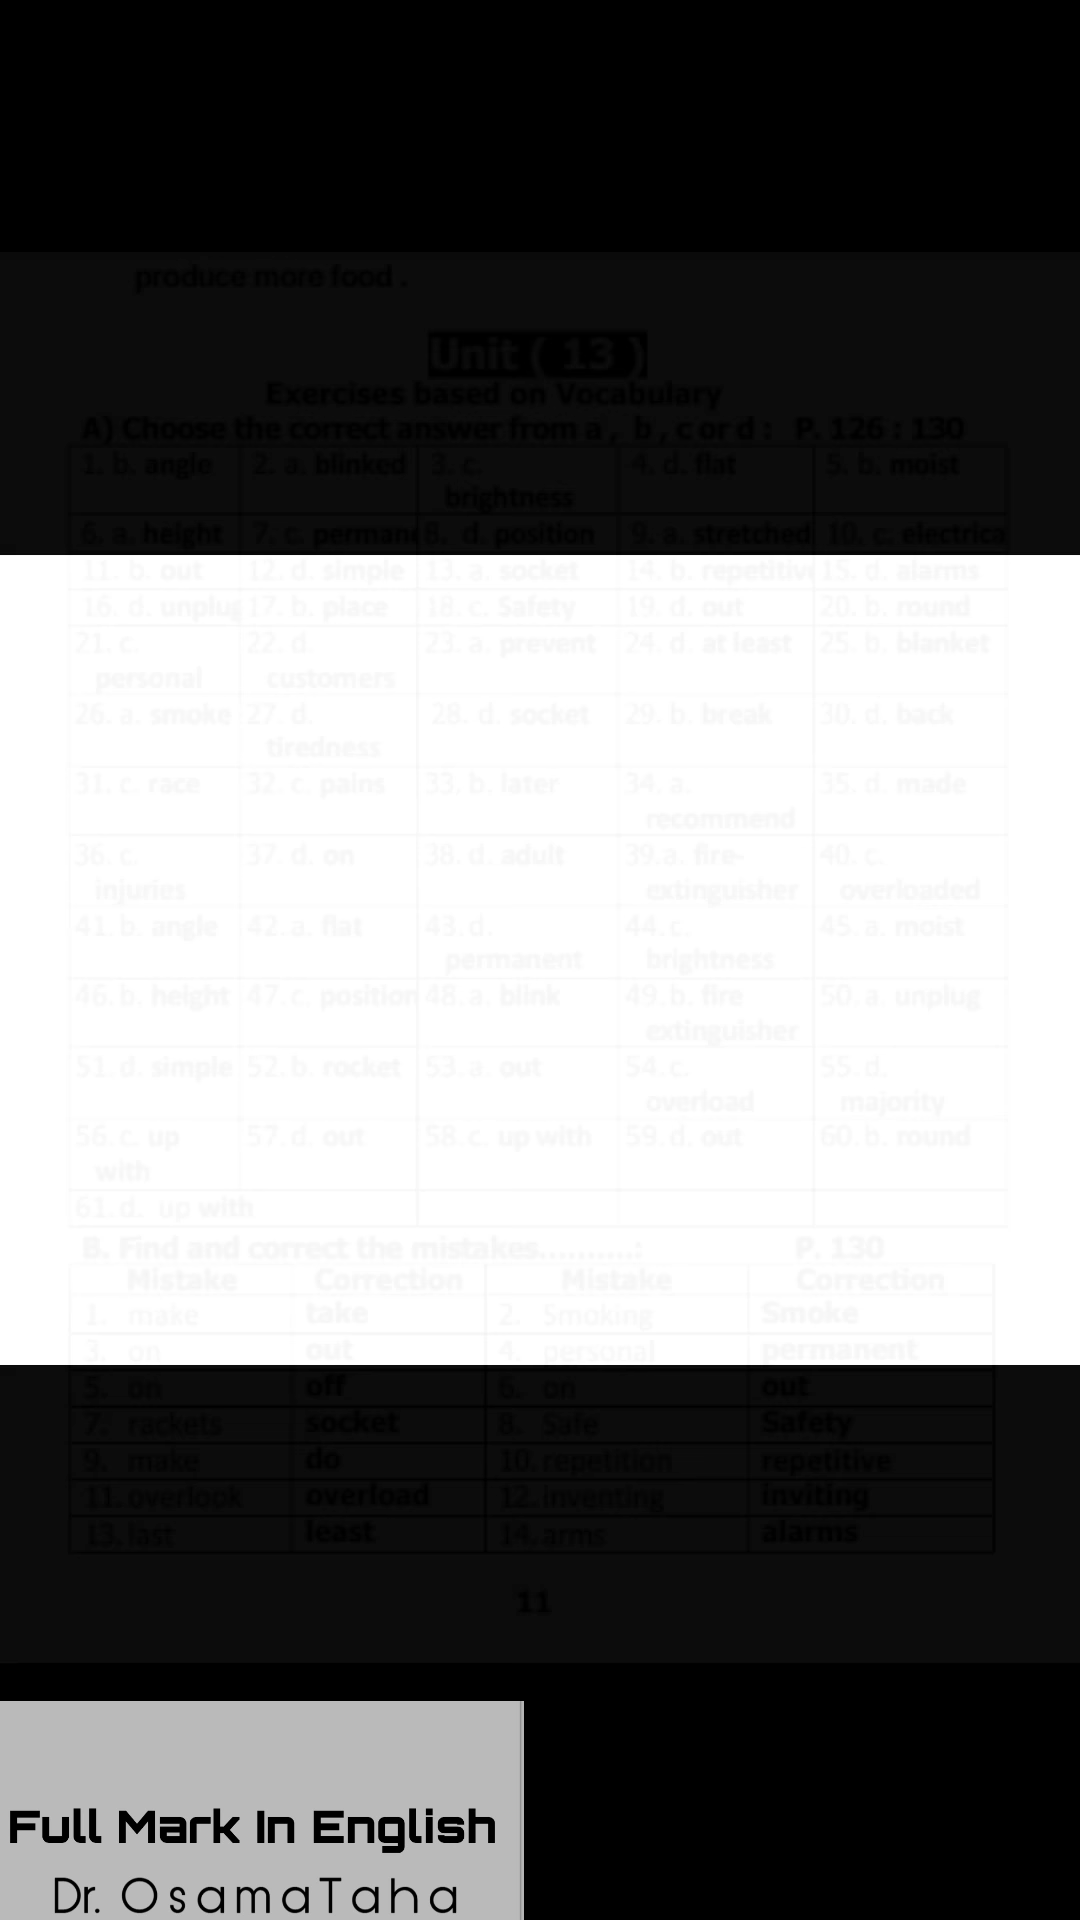 produce more food .
Unit ( 13 )
Exercises based on Vocabulary
A) Choose the correct answer from a , b , c or d : P. 126 : 130
1. b. angle 2. a. blinked 3. c. brightness 4. d. flat 5. b. moist
6. a. height 7. c. permane 8. d. position 9. a. stretched 10. c. electrica
11. b. out 12. d. simple 13. a. socket 14. b. repetitive 15. d. alarms
16. d. unplug 17. b. place 18. c. Safety 19. d. out 20. b. round
21. c. personal 22. d. customers 23. a. prevent 24. d. at least 25. b. blanket
26. a. smoke 27. d. tiredness 28. d. socket 29. b. break 30. d. back
31. c. race 32. c. pains 33. b. later 34. a. recommend 35. d. made
36. c. injuries 37. d. on 38. d. adult 39.a. fire-extinguisher 40. c. overloaded
41. b. angle 42. a. flat 43. d. permanent 44. c. brightness 45. a. moist
46. b. height 47. c. position 48. a. blink 49. b. fire extinguisher 50. a. unplug
51. d. simple 52. b. rocket 53. a. out 54. c. overload 55. d. majority
56. c. up with 57. d. out 58. c. up with 59. d. out 60. b. round
61. d. up with
B. Find and correct the mistakes..........: P. 130
Mistake Correction Mistake Correction
1. make take 2. Smoking Smoke
3. on out 4. personal permanent
5. on off 6. on out
7. rackets socket 8. Safe Safety
9. make do 10. repetition repetitive
11. overlook overload 12. inventing inviting
13. last least 14. arms alarms
11
Full Mark In English
Dr. OsamaTaha